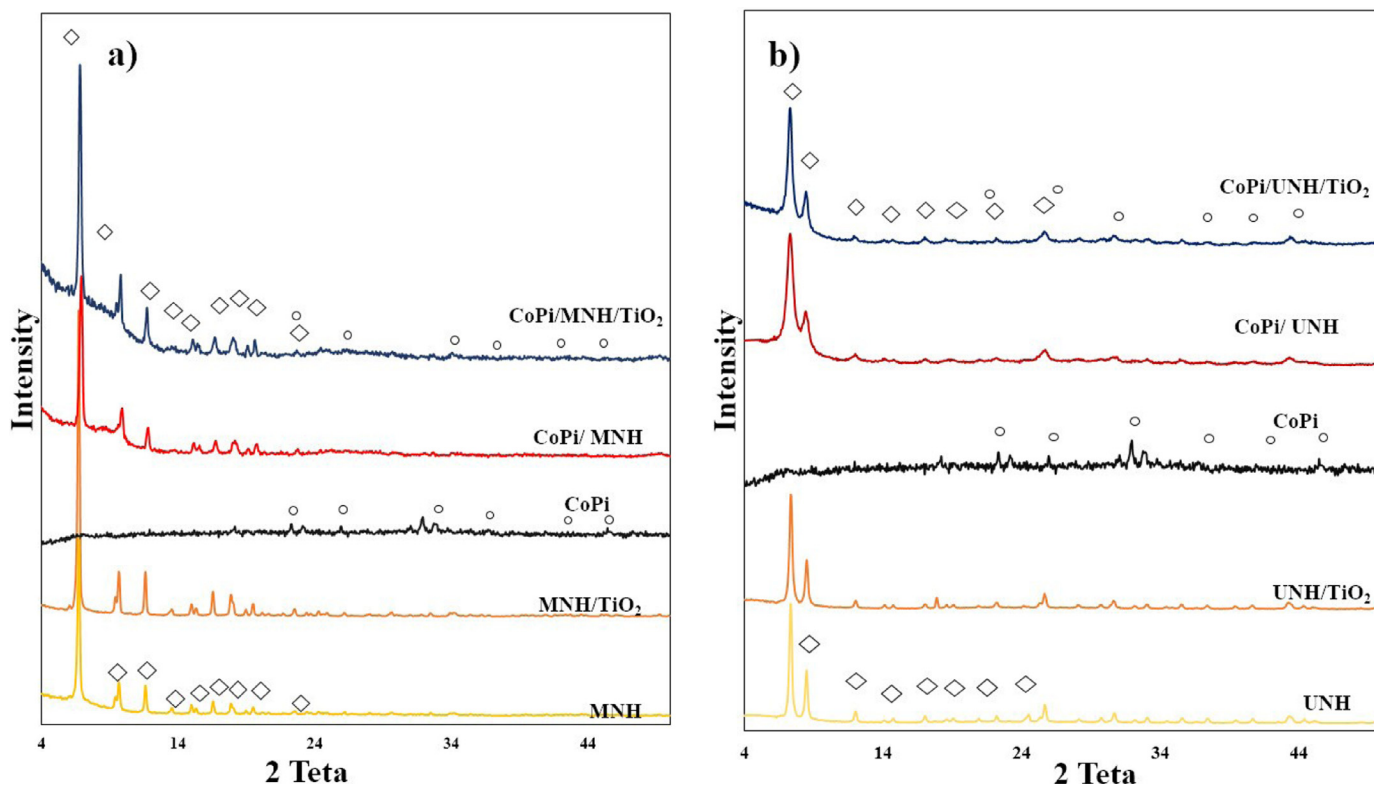 a)
CoPi/MNH/TiO₂
CoPi/ MNH
CoPi
MNH/TiO₂
MNH
Intensity
4 14 24 34 44
2 Teta
b)
CoPi/UNH/TiO₂
CoPi/ UNH
CoPi
UNH/TiO₂
UNH
Intensity
4 14 24 34 44
2 Teta